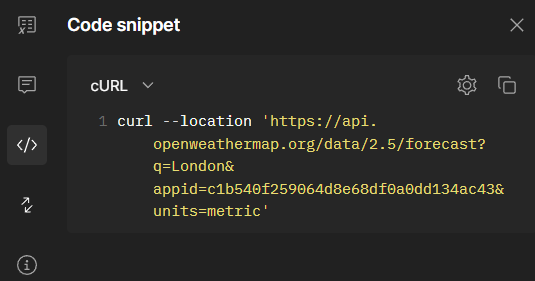 Code snippet
cURL
1 curl --location 'https://api.
openweathermap.org/data/2.5/forecast?
q=London&
appid=c1b540f259064d8e68df0a0dd134ac43&
units=metric'